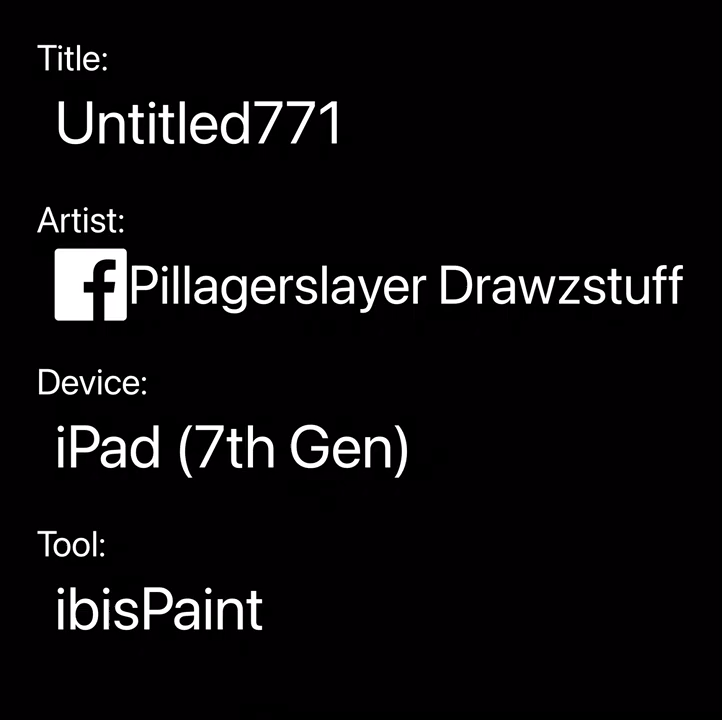 Title:
Untitled771
Artist:
Pillagerslayer Drawzstuff
Device:
iPad (7th Gen)
Tool:
ibisPaint